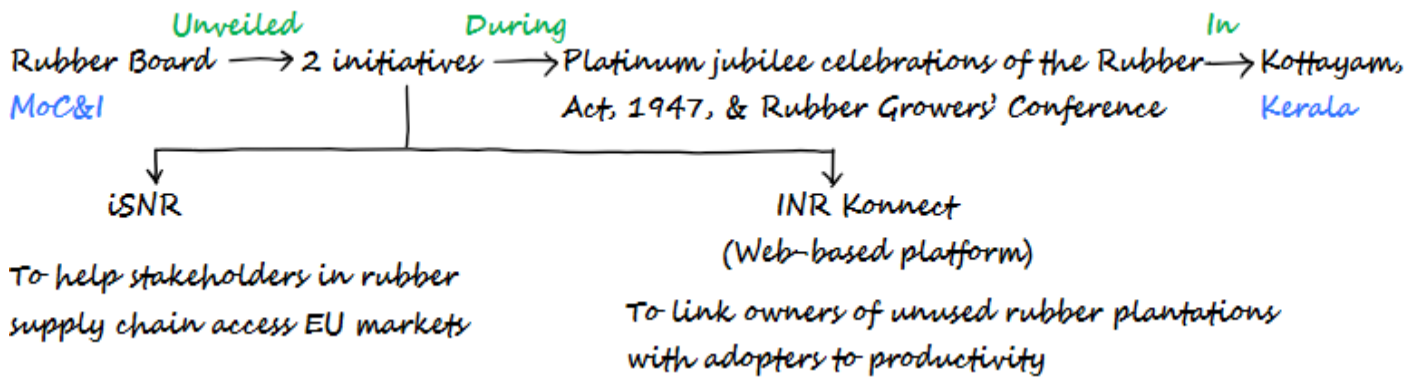 Unveiled During In
Rubber Board → 2 initiatives → Platinum jubilee celebrations of the Rubber → Kottayam,
MoC&I Act, 1947, & Rubber Growers' Conference Kerala
iSNR INR Konnect
(Web-based platform)
To help stakeholders in rubber
supply chain access EU markets
To link owners of unused rubber plantations
with adopters to productivity